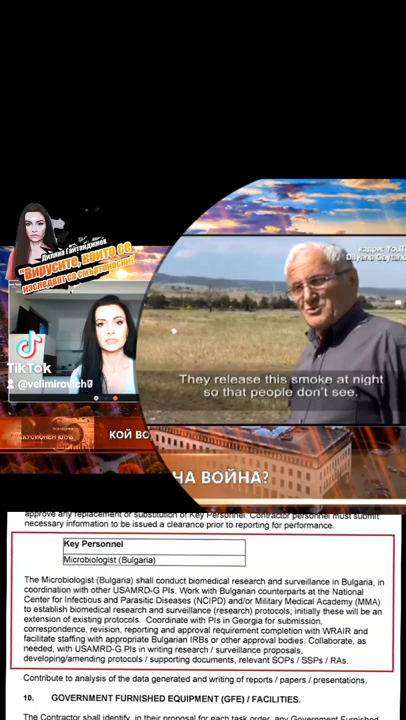 кадри: YouT
Dilyana Gaytand
Диляна Гайтанджиева
"Вирусите, които се
изследват са смъртоносни"
TikTok
@velimirovich
They release this smoke at night
so that people don't see.
КУСИОНЕН КЛУБ
КОЙ ВО
НА ВОЙНА?
approve any replacement or substitution of Key Personnel. Contractor personnel must submit
necessary information to be issued a clearance prior to reporting for performance.
Key Personnel
Microbiologist (Bulgaria)
The Microbiologist (Bulgaria) shall conduct biomedical research and surveillance in Bulgaria, in
coordination with other USAMRD-G PIs. Work with Bulgarian counterparts at the National
Center for Infectious and Parasitic Diseases (NCIPD) and/or Military Medical Academy (MMA)
to establish biomedical research and surveillance (research) protocols; initially these will be an
extension of existing protocols. Coordinate with PIs in Georgia for submission,
correspondence, revision, reporting and approval requirement completion with WRAIR and
facilitate staffing with appropriate Bulgarian IRBs or other approval bodies. Collaborate, as
needed, with USAMRD-G PIs in writing research / surveillance proposals,
developing/amending protocols / supporting documents, relevant SOPs / SSPs / RAs.
Contribute to analysis of the data generated and writing of reports / papers / presentations.
10. GOVERNMENT FURNISHED EQUIPMENT (GFE) / FACILITIES.
The Contractor shall identify, in their proposal for each task order, any Government Furnished